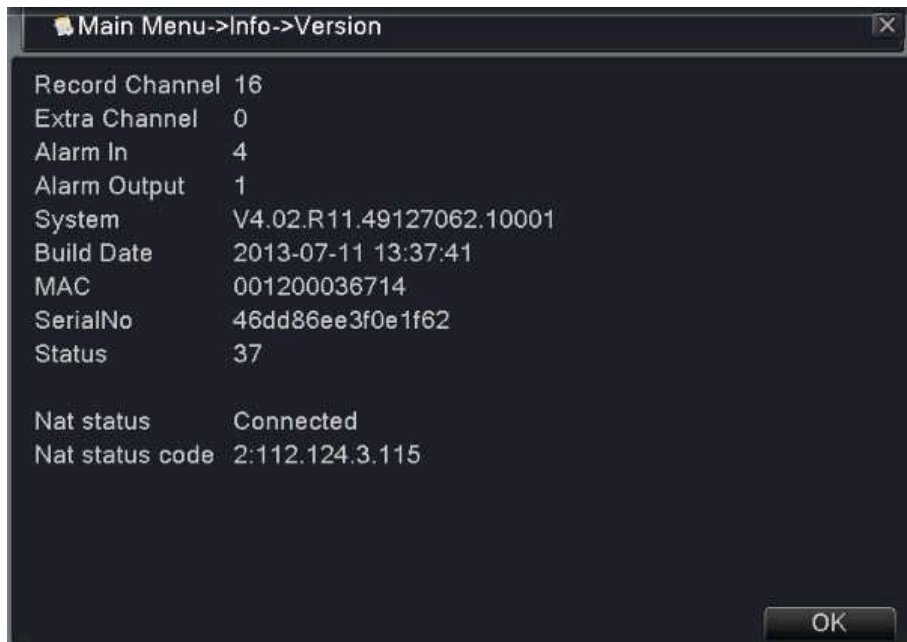 Main Menu->Info->Version
Record Channel 16
Extra Channel 0
Alarm In 4
Alarm Output 1
System V4.02.R11.49127062.10001
Build Date 2013-07-11 13:37:41
MAC 001200036714
SerialNo 46dd86ee3f0e1f62
Status 37
Nat status Connected
Nat status code 2:112.124.3.115
OK